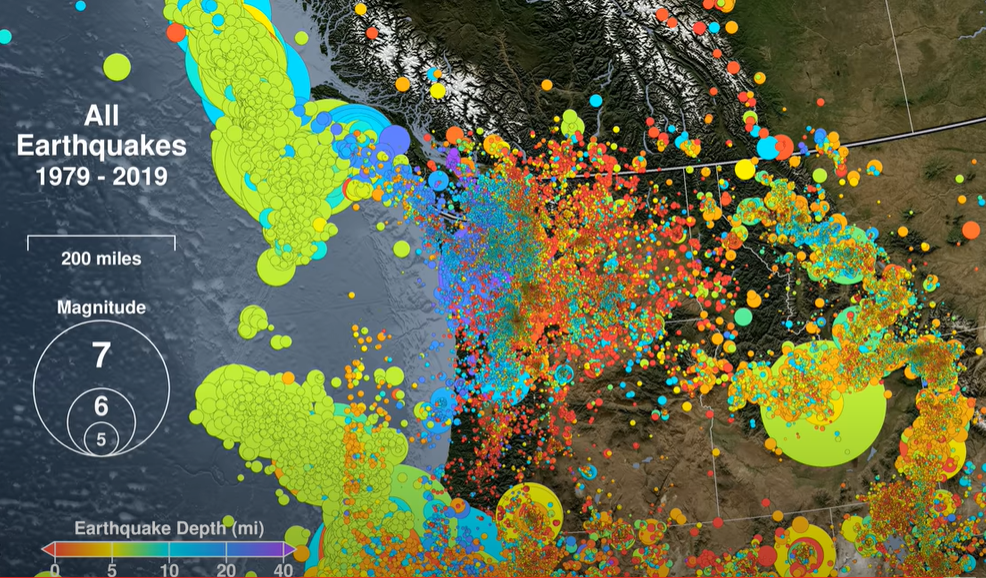 All
Earthquakes
1979 - 2019
200 miles
Magnitude
7
6
5
Earthquake Depth (mi)
0 5 10 20 40